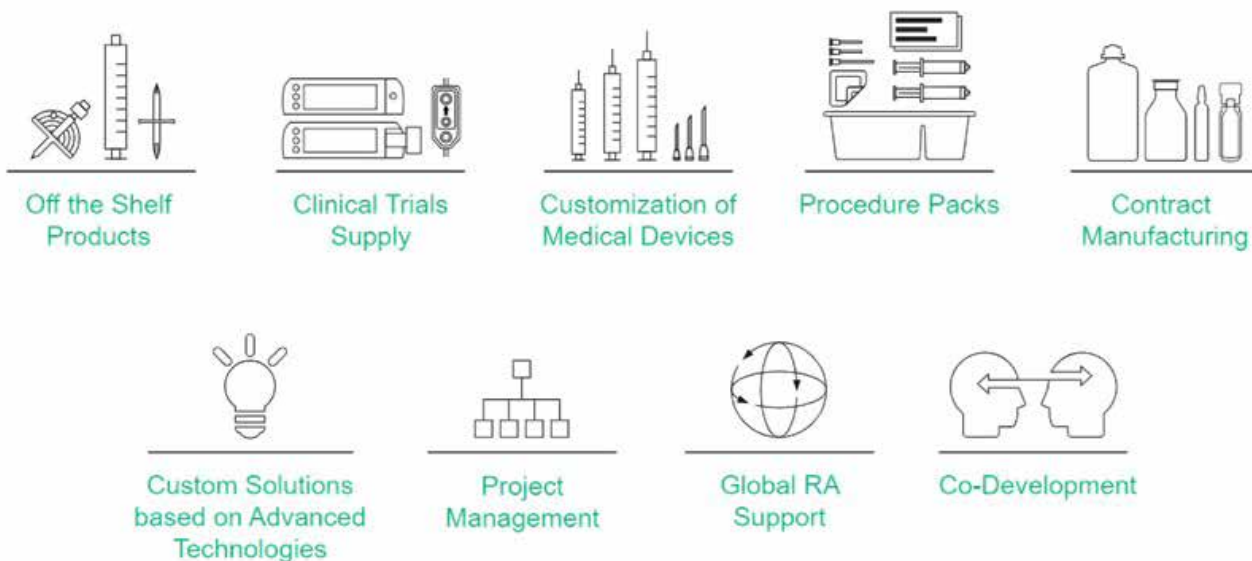 Off the Shelf
Products
Clinical Trials
Supply
Customization of
Medical Devices
Procedure Packs
Contract
Manufacturing
Custom Solutions
based on Advanced
Technologies
Project
Management
Global RA
Support
Co-Development